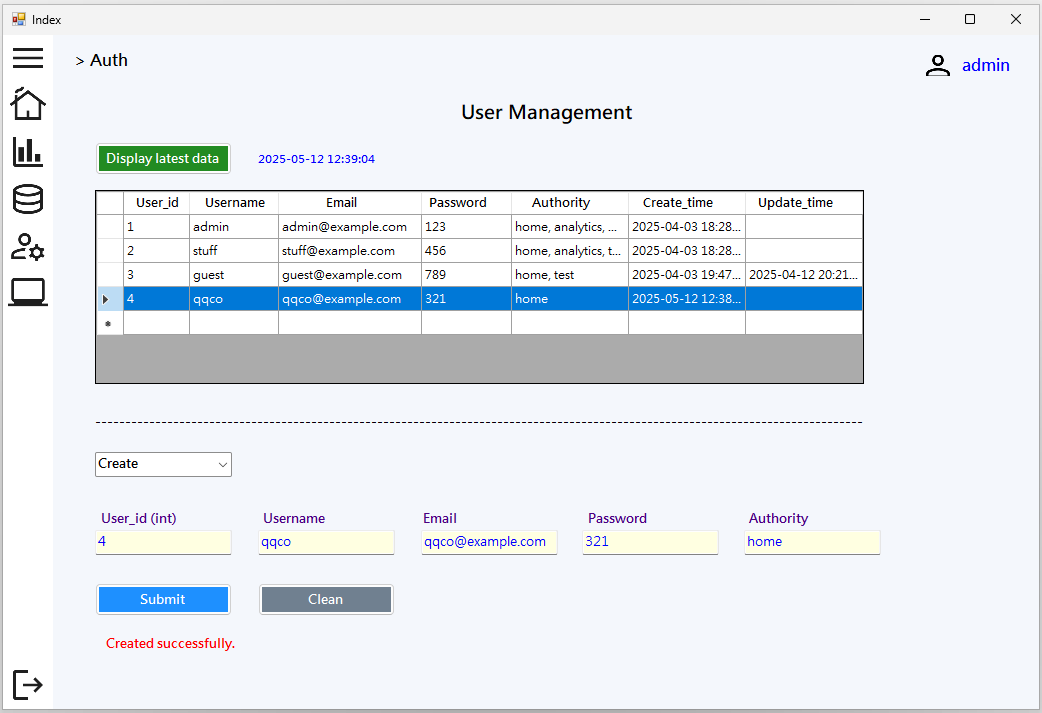 Index
> Auth
admin
User Management
Display latest data 2025-05-12 12:39:04
User_id Username Email Password Authority Create_time Update_time
1 admin admin@example.com 123 home, analytics, ... 2025-04-03 18:28...
2 stuff stuff@example.com 456 home, analytics, t... 2025-04-03 18:28...
3 guest guest@example.com 789 home, test 2025-04-03 19:47... 2025-04-12 20:21...
4 qqco qqco@example.com 321 home 2025-05-12 12:38...
Create
User_id (int) Username Email Password Authority
4 qqco qqco@example.com 321 home
Submit Clean
Created successfully.